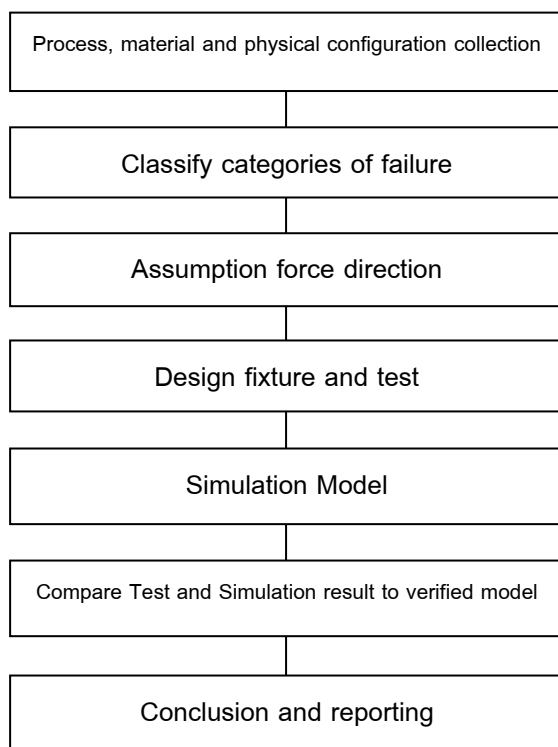 Process, material and physical configuration collection
Classify categories of failure
Assumption force direction
Design fixture and test
Simulation Model
Compare Test and Simulation result to verified model
Conclusion and reporting